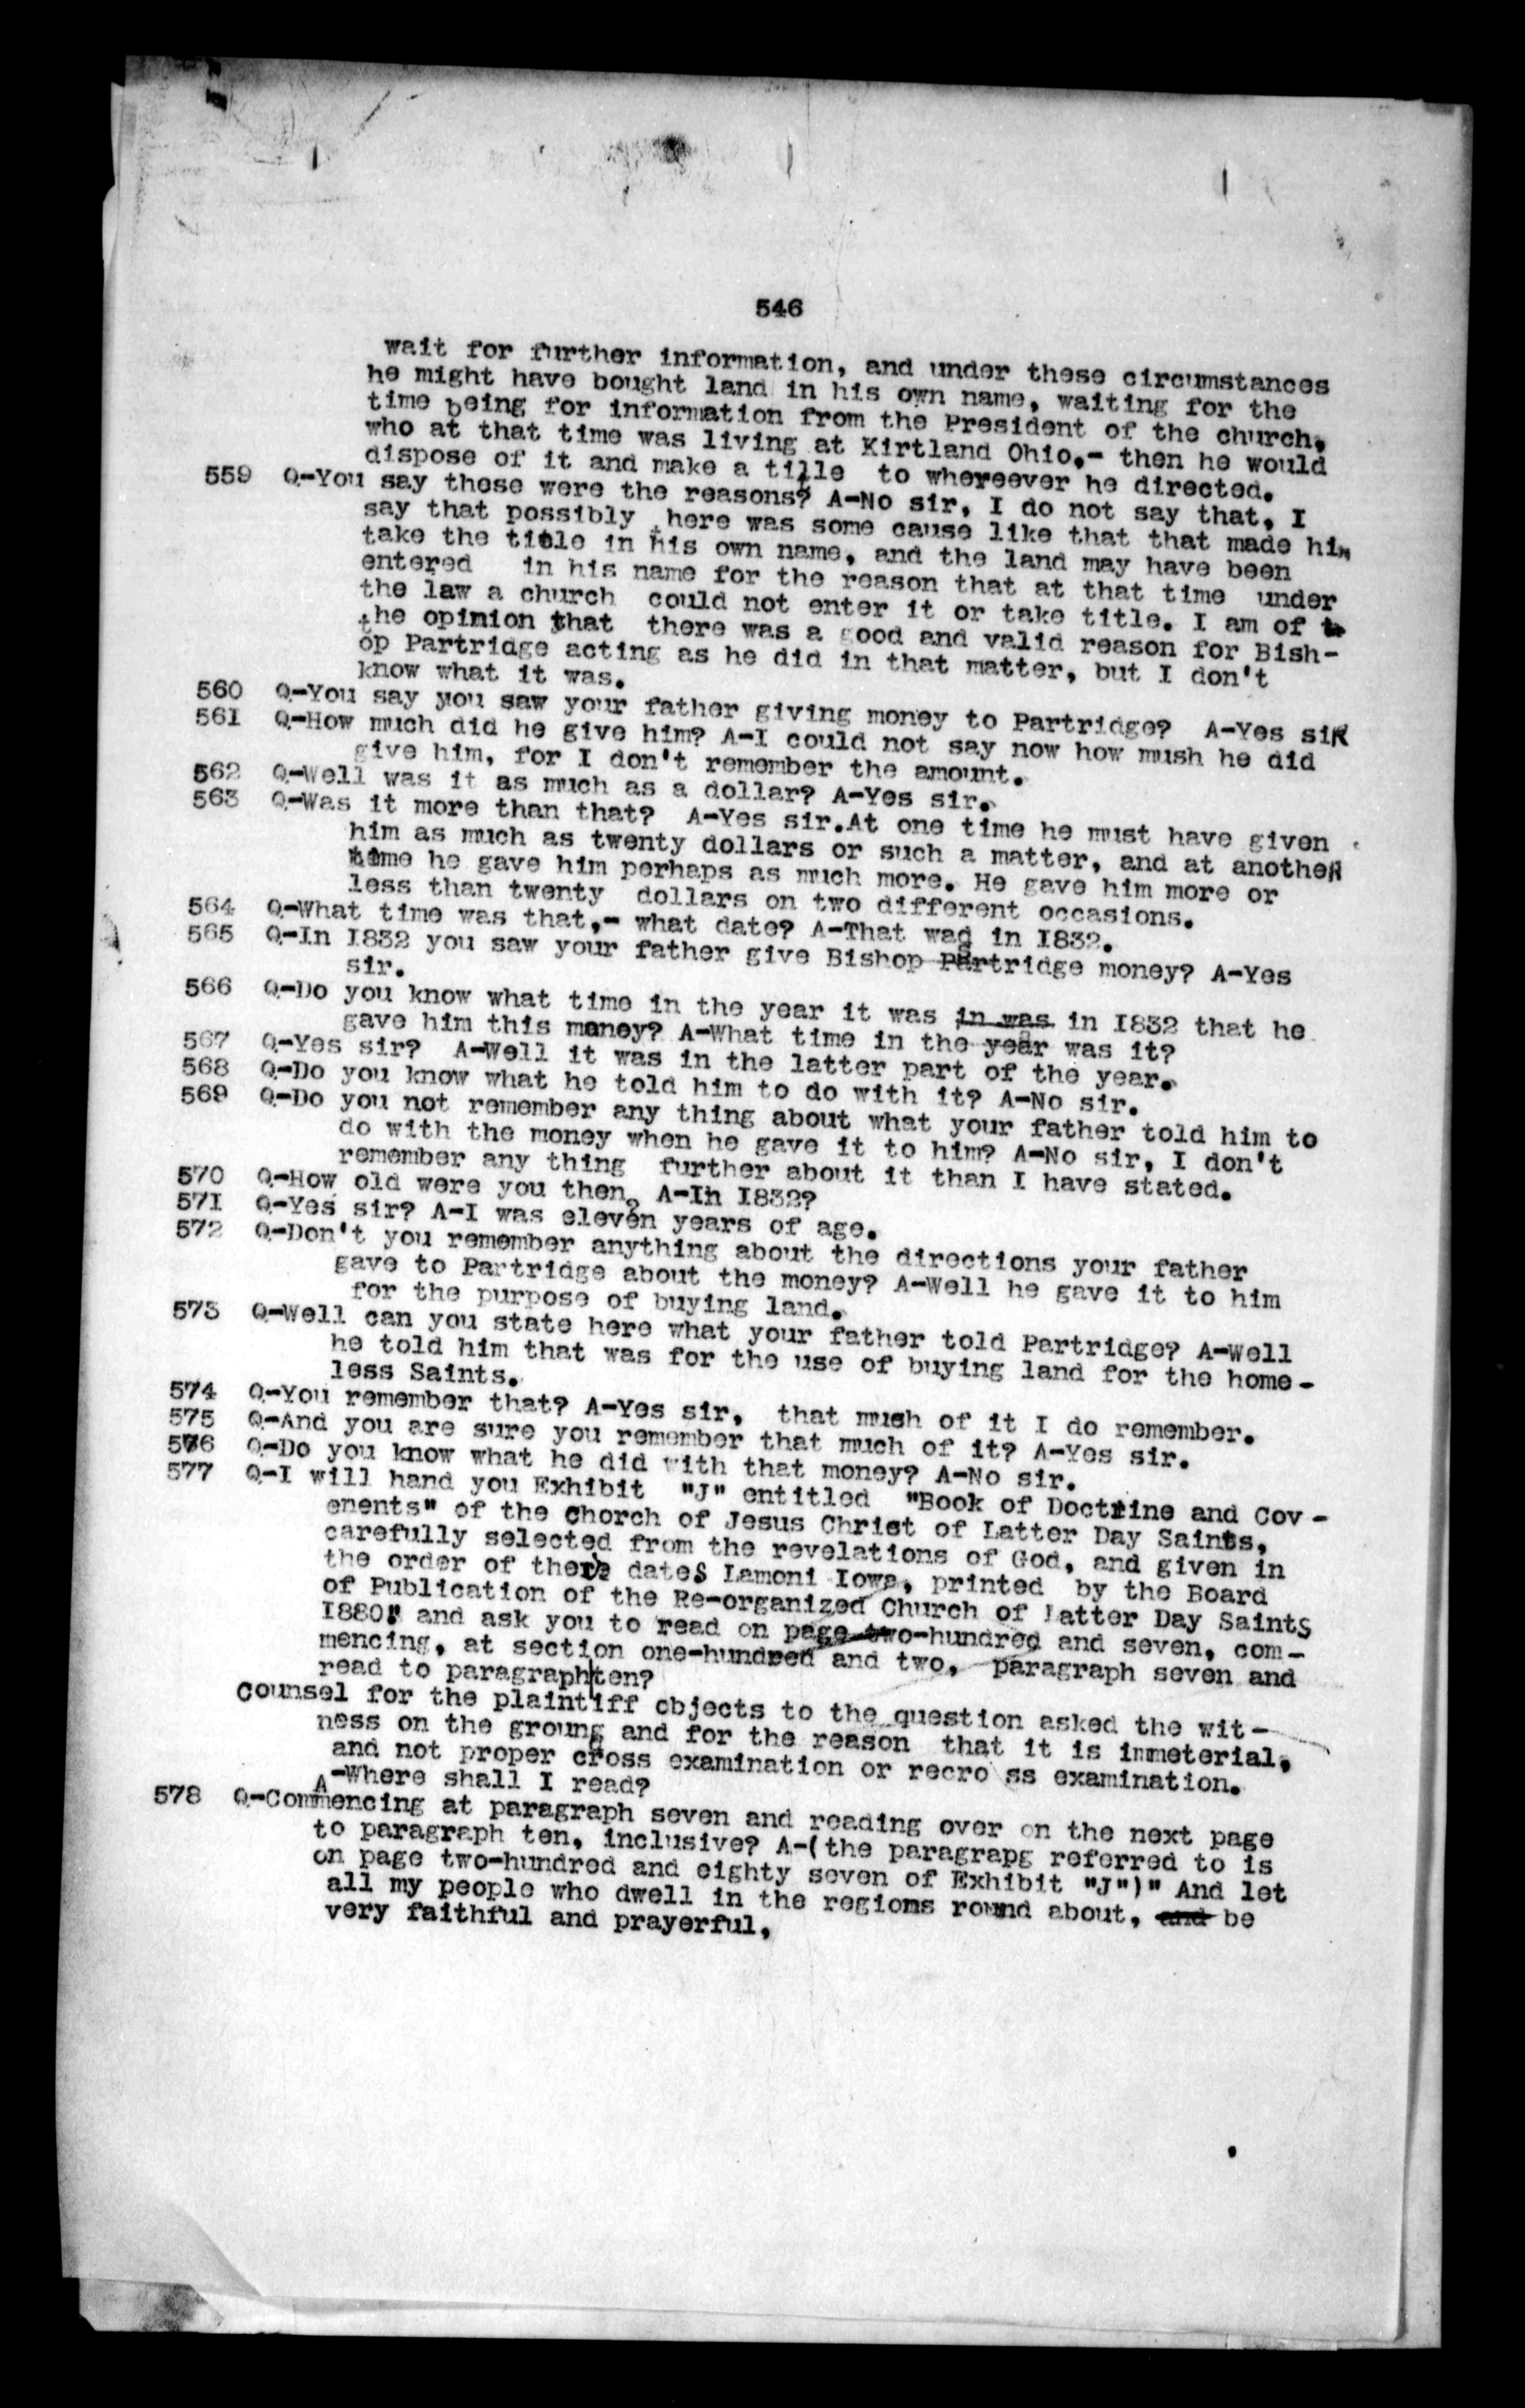 546
wait for further information, and under these circumstances
he might have bought land in his own name, waiting for the
time being for information from the President of the church,
who at that time was living at Kirtland Ohio,- then he would
dispose of it and make a title to whereever he directed.
559 Q-You say those were the reasons? A-No sir, I do not say that, I
say that possibly there was some cause like that that made him
take the title in his own name, and the land may have been
entered in his name for the reason that at that time under
the law a church could not enter it or take title. I am of
the opinion that there was a good and valid reason for Bish-
op Partridge acting as he did in that matter, but I don't
know what it was.
560 Q-You say you saw your father giving money to Partridge? A-Yes siR
561 Q-How much did he give him? A-I could not say now how mush he did
give him, for I don't remember the amount.
562 Q-Well was it as much as a dollar? A-Yes sir.
563 Q-Was it more than that? A-Yes sir.At one time he must have given
him as much as twenty dollars or such a matter, and at anotheR
time he gave him perhaps as much more. He gave him more or
less than twenty dollars on two different occasions.
564 Q-What time was that,- what date? A-That was in I832.
565 Q-In I832 you saw your father give Bishop Partridge money? A-Yes
sir.
566 Q-Do you know what time in the year it was in was in I832 that he
gave him this money? A-What time in the year was it?
567 Q-Yes sir? A-Well it was in the latter part of the year.
568 Q-Do you know what he told him to do with it? A-No sir.
569 Q-Do you not remember any thing about what your father told him to
do with the money when he gave it to him? A-No sir, I don't
remember any thing further about it than I have stated.
570 Q-How old were you then? A-In I832?
571 Q-Yes sir? A-I was eleven years of age.
572 Q-Don't you remember anything about the directions your father
gave to Partridge about the money? A-Well he gave it to him
for the purpose of buying land.
573 Q-Well can you state here what your father told Partridge? A-Well
he told him that was for the use of buying land for the home-
less Saints.
574 Q-You remember that? A-Yes sir, that much of it I do remember.
575 Q-And you are sure you remember that much of it? A-Yes sir.
576 Q-Do you know what he did with that money? A-No sir.
577 Q-I will hand you Exhibit "J" entitled "Book of Doctrine and Cov-
enents" of the Chorch of Jesus Christ of Latter Day Saints,
carefully selected from the revelations of God, and given in
the order of their dateS Lamoni Iowa, printed by the Board
of Publication of the Re-organized Church of Latter Day SaintS
I880" and ask you to read on page two-hundred and seven, com-
mencing, at section one-hundred and two, paragraph seven and
read to paragraph ten?
Counsel for the plaintiff objects to the question asked the wit-
ness on the groung and for the reason that it is immeterial,
and not proper cross examination or recro ss examination.
A-Where shall I read?
578 Q-Commencing at paragraph seven and reading over on the next page
to paragraph ten, inclusive? A-(the paragrapg referred to is
on page two-hundred and eighty seven of Exhibit "J")" And let
all my people who dwell in the regions round about, and be
very faithful and prayerful,